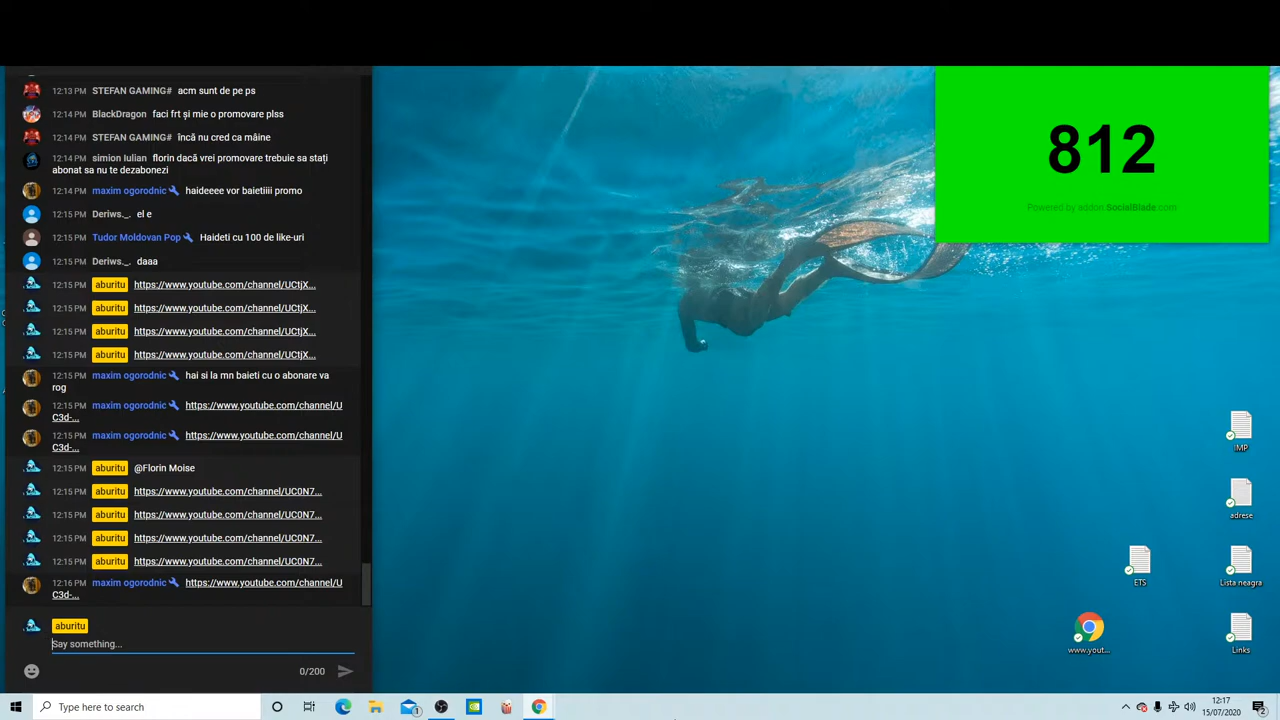 12:13 PM STEFAN GAMING# acm sunt de pe ps
12:14 PM BlackDragon faci frt și mie o promovare plss
12:14 PM STEFAN GAMING# încă nu cred ca mâine
12:14 PM simion Iulian florin dacă vrei promovare trebuie sa stați
abonat sa nu te dezabonezi
12:14 PM maxim ogorodnic haideeee vor baietiiii promo
12:15 PM Deriws._. el e
12:15 PM Tudor Moldovan Pop Haideti cu 100 de like-uri
12:15 PM Deriws._. daaa
12:15 PM aburitu https://www.youtube.com/channel/UCtjX...
12:15 PM aburitu https://www.youtube.com/channel/UCtjX...
12:15 PM aburitu https://www.youtube.com/channel/UCtjX...
12:15 PM aburitu https://www.youtube.com/channel/UCtjX...
12:15 PM maxim ogorodnic hai si la mn baieti cu o abonare va
rog
12:15 PM maxim ogorodnic https://www.youtube.com/channel/U
C3d-...
12:15 PM maxim ogorodnic https://www.youtube.com/channel/U
C3d-...
12:15 PM aburitu @Florin Moise
12:15 PM aburitu https://www.youtube.com/channel/UC0N7...
12:15 PM aburitu https://www.youtube.com/channel/UC0N7...
12:15 PM aburitu https://www.youtube.com/channel/UC0N7...
12:15 PM aburitu https://www.youtube.com/channel/UC0N7...
12:16 PM maxim ogorodnic https://www.youtube.com/channel/U
C3d-...
aburitu
Say something...
0/200
812
Powered by addon SocialBlade.com
IMP
adrese
ETS
Lista neagra
www.yout...
Links
Type here to search
1
12:17
15/07/2020
2